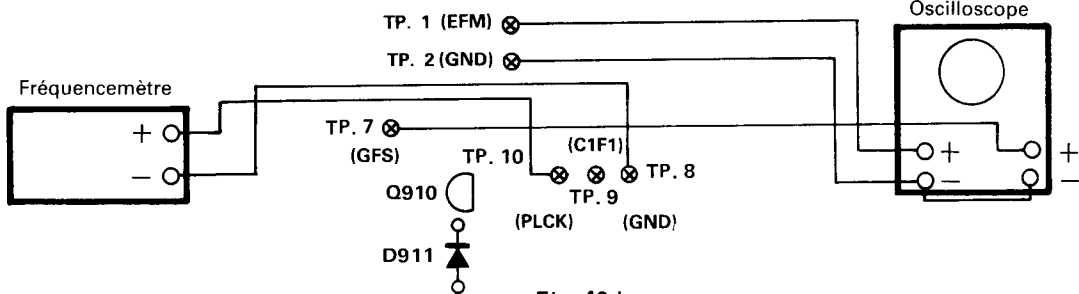 Oscilloscope
TP. 1 (EFM)
TP. 2 (GND)
Fréquencemètre
+
−
TP. 7
(GFS)
(C1F1)
TP. 10
TP. 8
TP. 9
Q910
(PLCK)
(GND)
D911
+
−
+
−